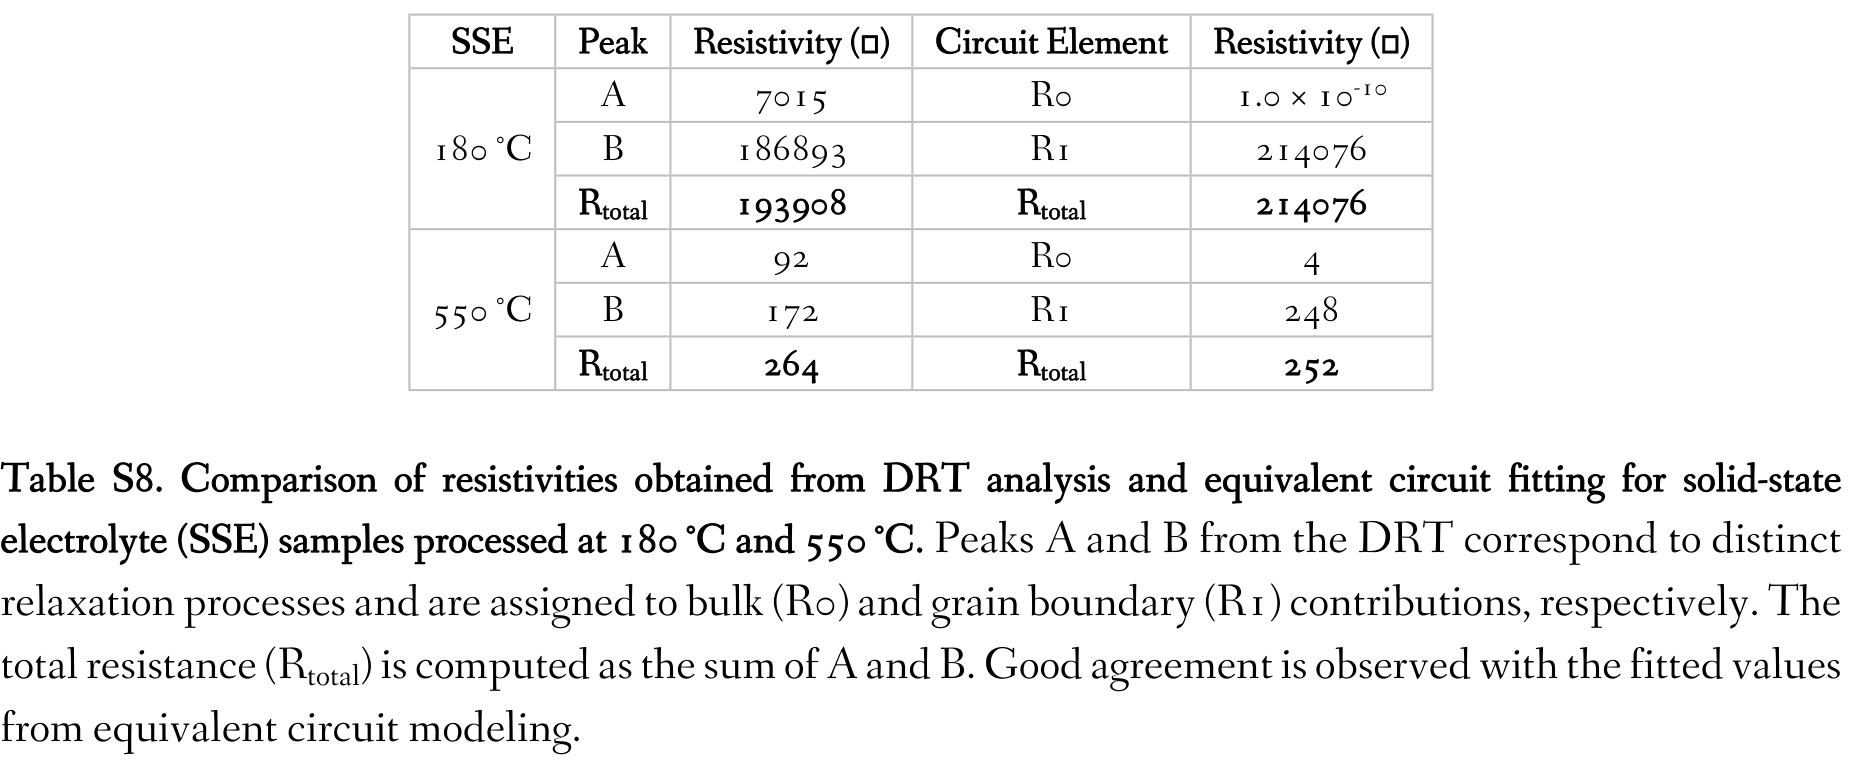 SSE Peak Resistivity (□) Circuit Element Resistivity (□)
A 7015 R0 1.0 × 10⁻¹⁰
180 °C B 186893 R1 214076
Rtotal 193908 Rtotal 214076
A 92 R0 4
550 °C B 172 R1 248
Rtotal 264 Rtotal 252
Table S8. Comparison of resistivities obtained from DRT analysis and equivalent circuit fitting for solid-state
electrolyte (SSE) samples processed at 180 °C and 550 °C. Peaks A and B from the DRT correspond to distinct
relaxation processes and are assigned to bulk (R0) and grain boundary (R1) contributions, respectively. The
total resistance (Rtotal) is computed as the sum of A and B. Good agreement is observed with the fitted values
from equivalent circuit modeling.